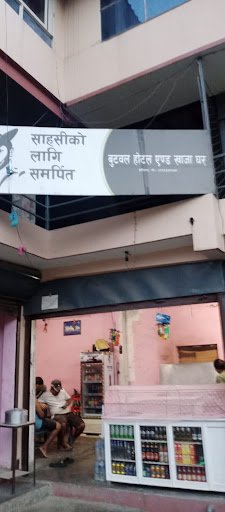 साहसीको
लागि
समर्पित
बुटवल होटल एण्ड खाजा घर